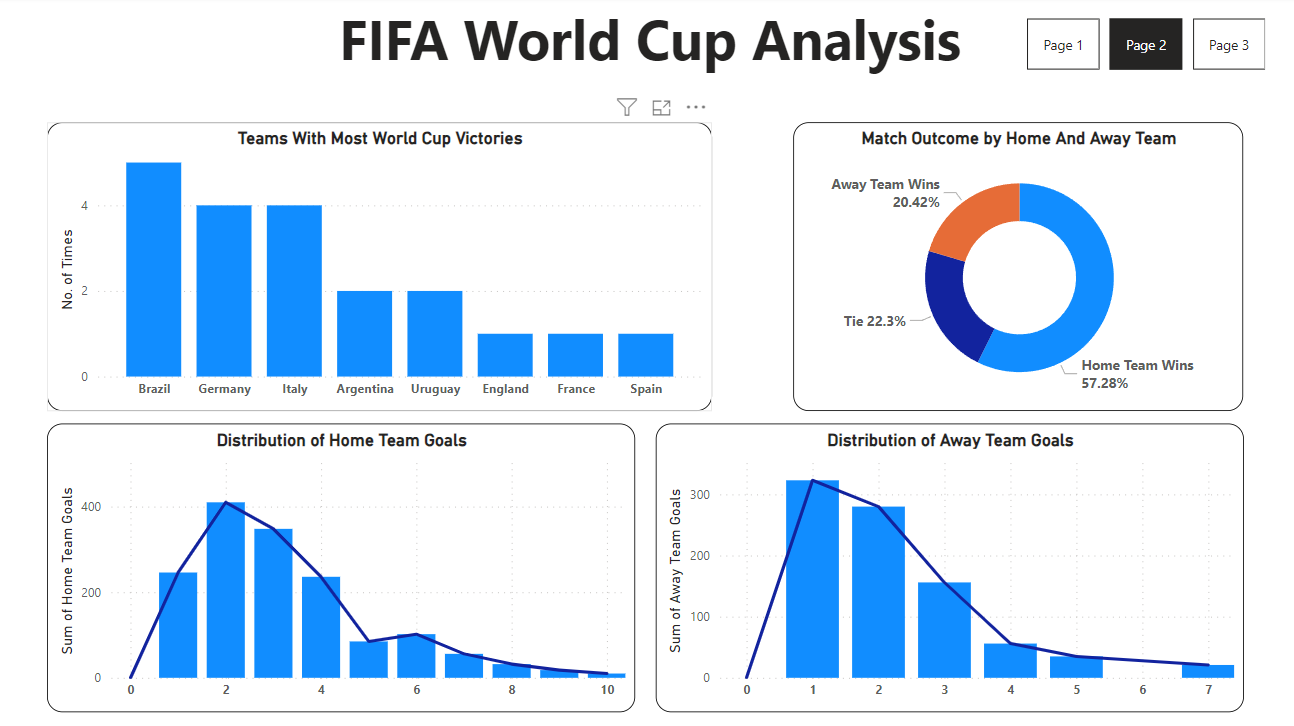 FIFA World Cup Analysis
Page 1
Page 2
Page 3
Teams With Most World Cup Victories
No. of Times
4
2
0
Brazil
Germany
Italy
Argentina
Uruguay
England
France
Spain
Match Outcome by Home And Away Team
Away Team Wins
20.42%
Tie 22.3%
Home Team Wins
57.28%
Distribution of Home Team Goals
Sum of Home Team Goals
400
200
0
0
2
4
6
8
10
Distribution of Away Team Goals
Sum of Away Team Goals
300
200
100
0
0
1
2
3
4
5
6
7